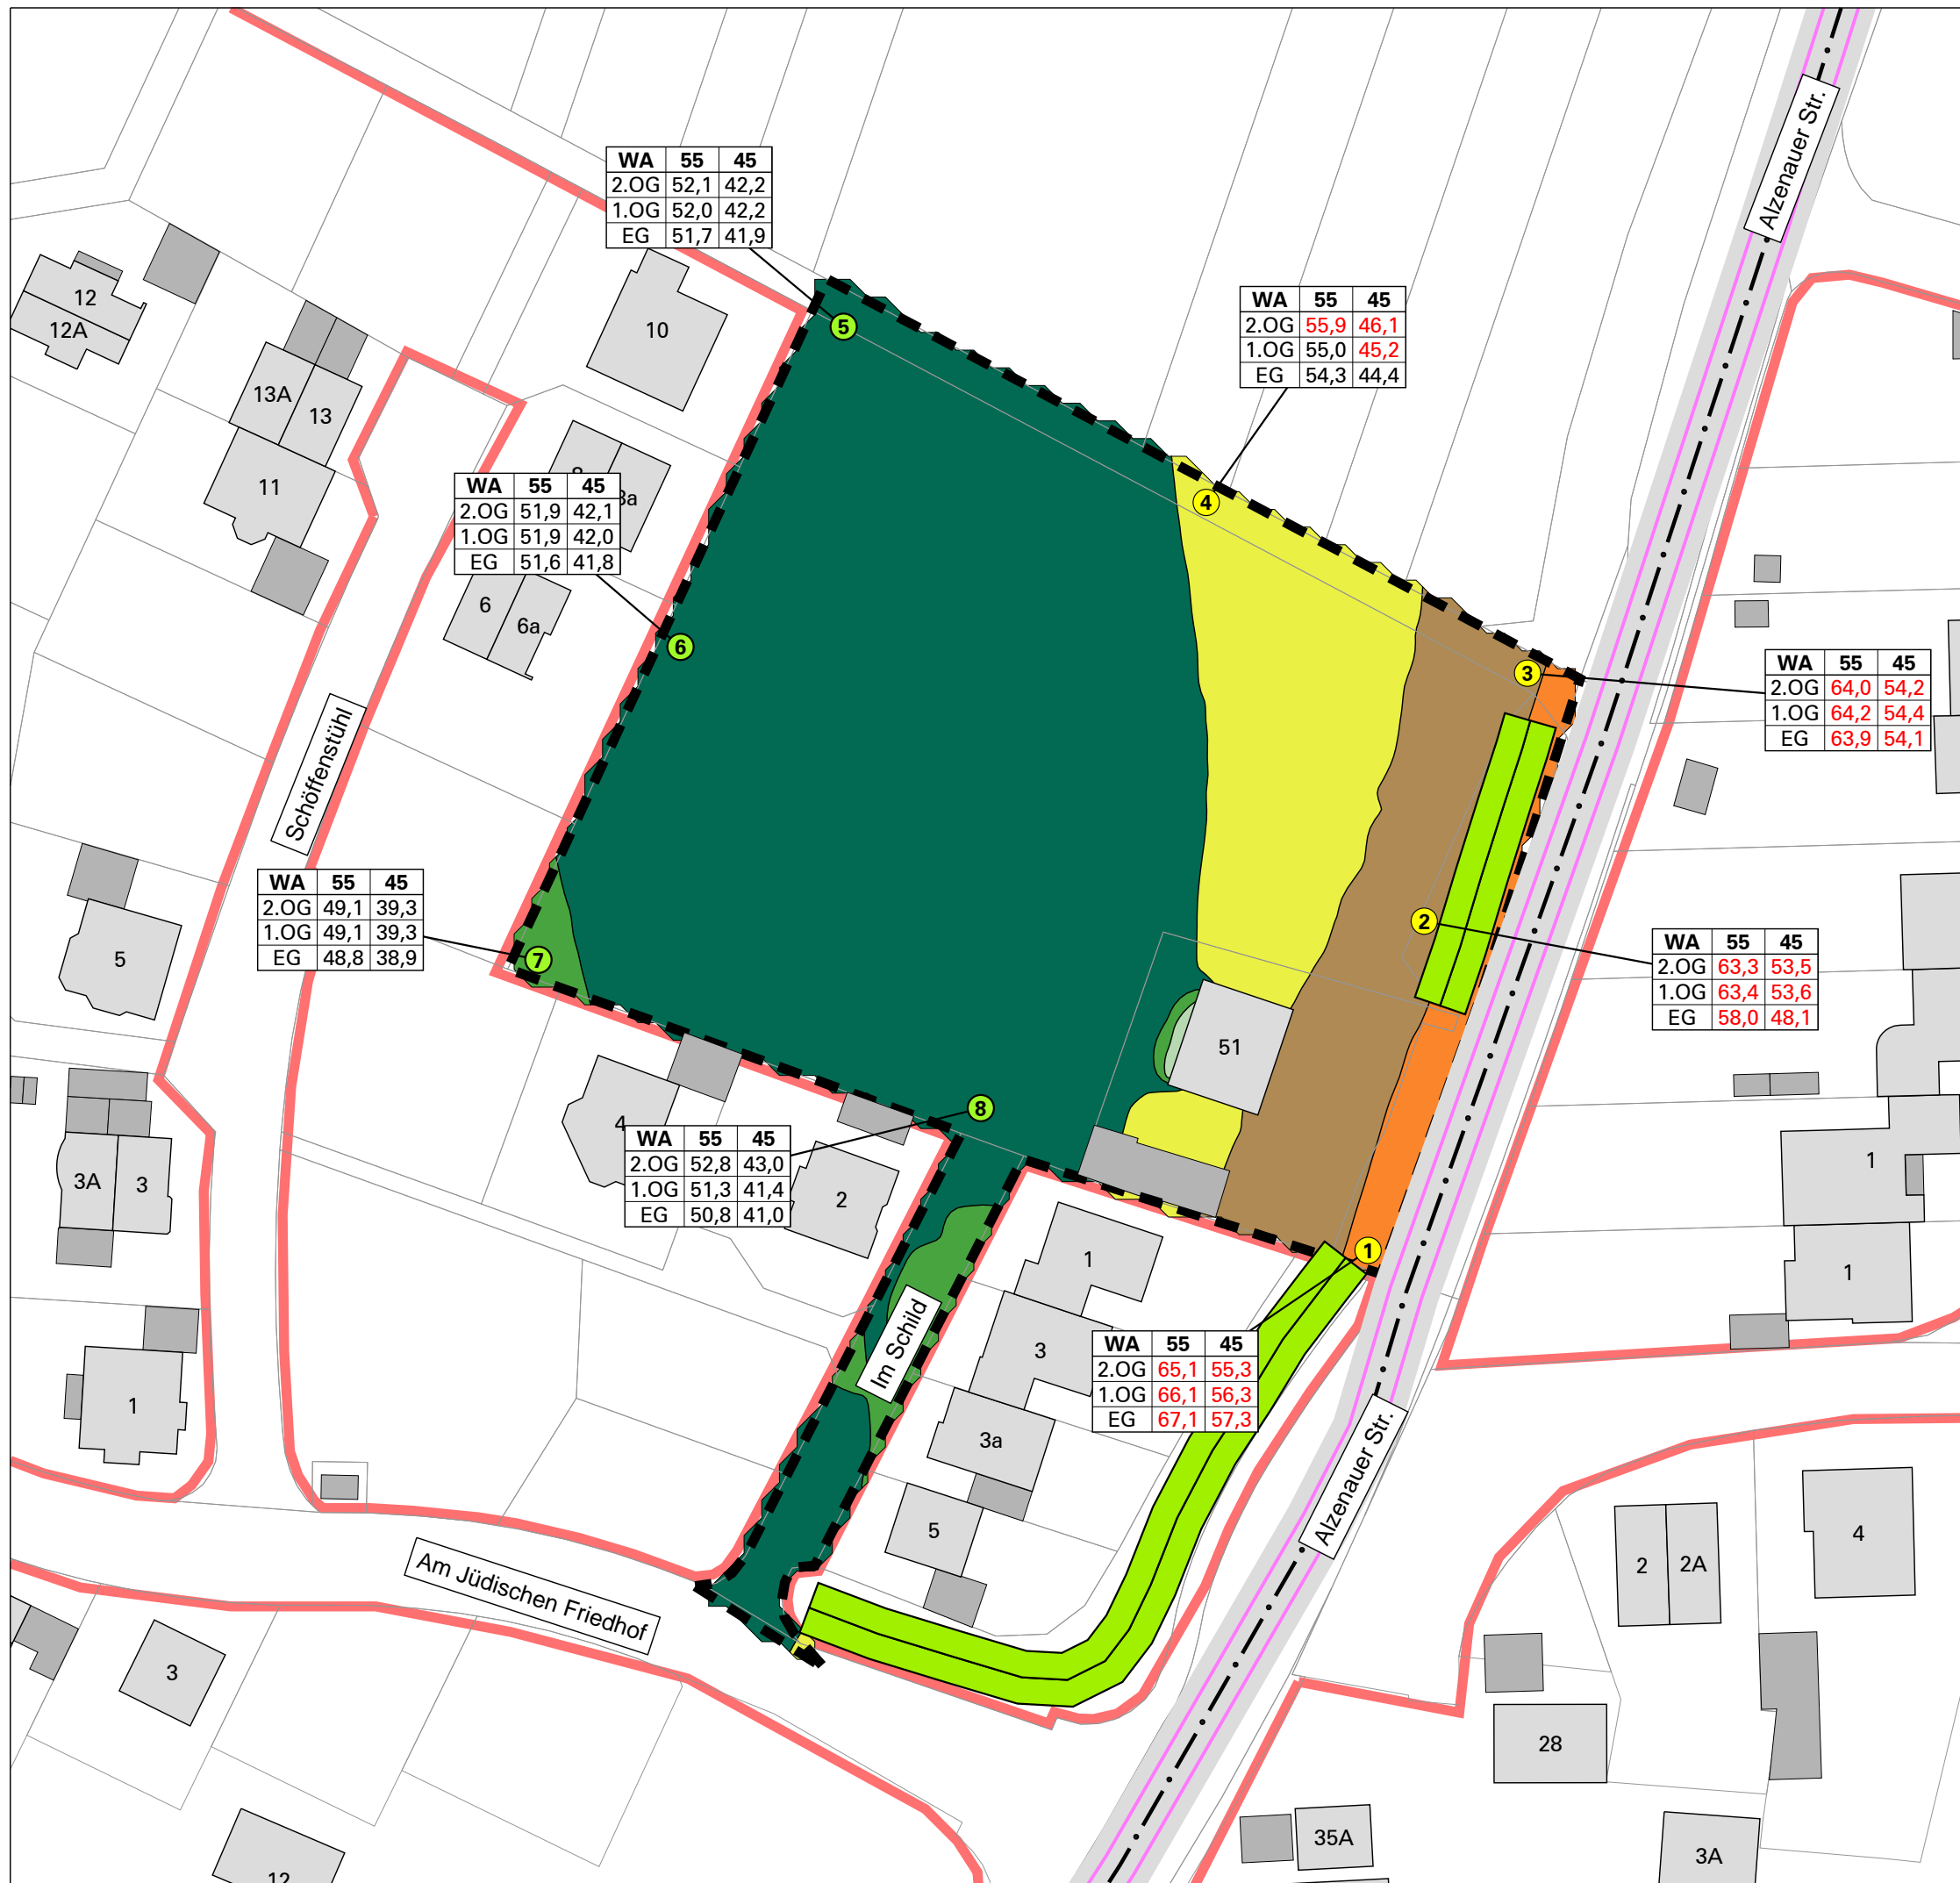 Alzenauer Str.
WA 55 45
2.OG 52,1 42,2
1.OG 52,0 42,2
EG 51,7 41,9
12
12A
10
5
WA 55 45
2.OG 55,9 46,1
1.OG 55,0 45,2
EG 54,3 44,4
13A
13
11
4
WA 55 45
2.OG 51,9 42,1
1.OG 51,9 42,0
EG 51,6 41,8
6
6a
6
3
WA 55 45
2.OG 64,0 54,2
1.OG 64,2 54,4
EG 63,9 54,1
Schöffenstühl
WA 55 45
2.OG 49,1 39,3
1.OG 49,1 39,3
EG 48,8 38,9
7
5
2
WA 55 45
2.OG 63,3 53,5
1.OG 63,4 53,6
EG 58,0 48,1
51
8
4
WA 55 45
2.OG 52,8 43,0
1.OG 51,3 41,4
EG 50,8 41,0
2
3A
3
1
1
1
1
Im Schild
3
WA 55 45
2.OG 65,1 55,3
1.OG 66,1 56,3
EG 67,1 57,3
1
3a
5
Alzenauer Str.
Am Jüdischen Friedhof
2
2A
4
3
28
35A
3A
12